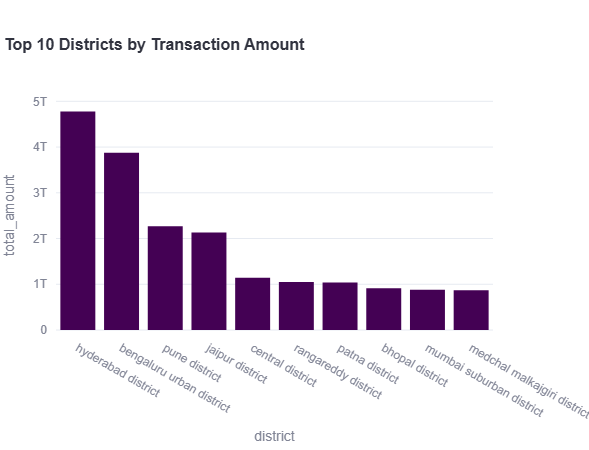 Top 10 Districts by Transaction Amount
5T
4T
3T
2T
1T
0
total_amount
hyderabad district
bengaluru urban district
pune district
jaipur district
central district
rangareddy district
patna district
bhopal district
mumbai suburban district
medchal malkajgiri district
district